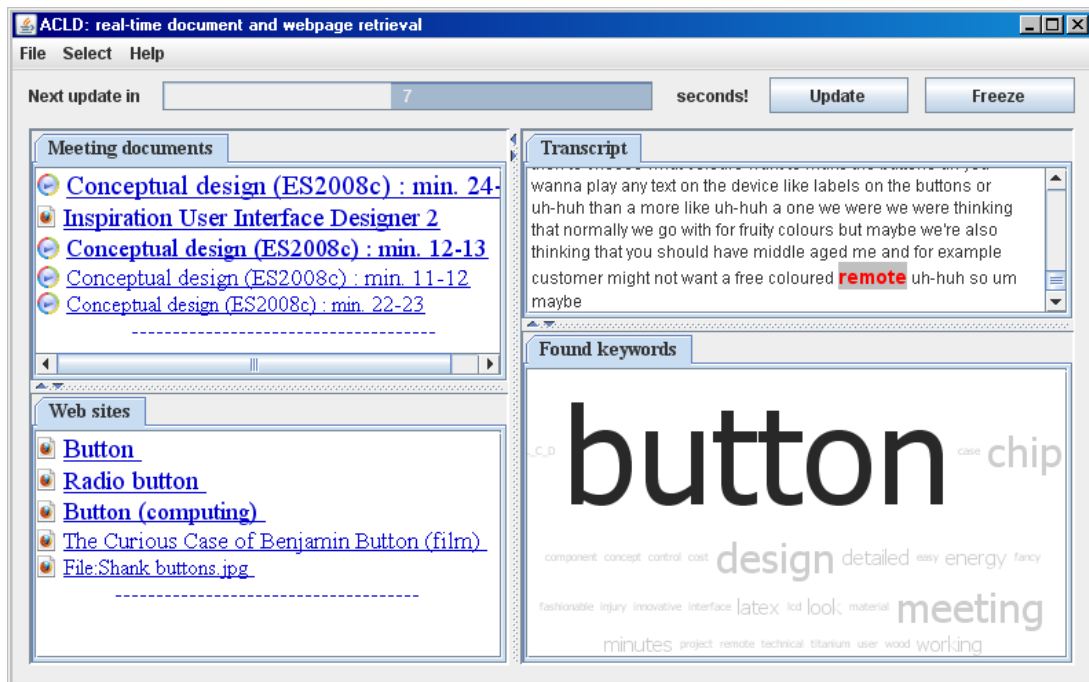 ACLD: real-time document and webpage retrieval
File Select Help
Next update in 7 seconds! Update Freeze
Meeting documents
Conceptual design (ES2008c) : min. 24-
Inspiration User Interface Designer 2
Conceptual design (ES2008c) : min. 12-13
Conceptual design (ES2008c) : min. 11-12
Conceptual design (ES2008c) : min. 22-23
-------------------------------------
Web sites
Button
Radio button
Button (computing)
The Curious Case of Benjamin Button (film)
File:Shank buttons.jpg
-------------------------------------
Transcript
wanna play any text on the device like labels on the buttons or
uh-huh than a more like uh-huh a one we were we were thinking
that normally we go with for fruity colours but maybe we're also
thinking that you should have middle aged me and for example
customer might not want a free coloured remote uh-huh so um
maybe
Found keywords
_C_D button case chip
component concept control cost design detailed easy energy fancy
fashionable injury innovative interface latex lcd look material meeting
minutes project remote technical titanium user wood working